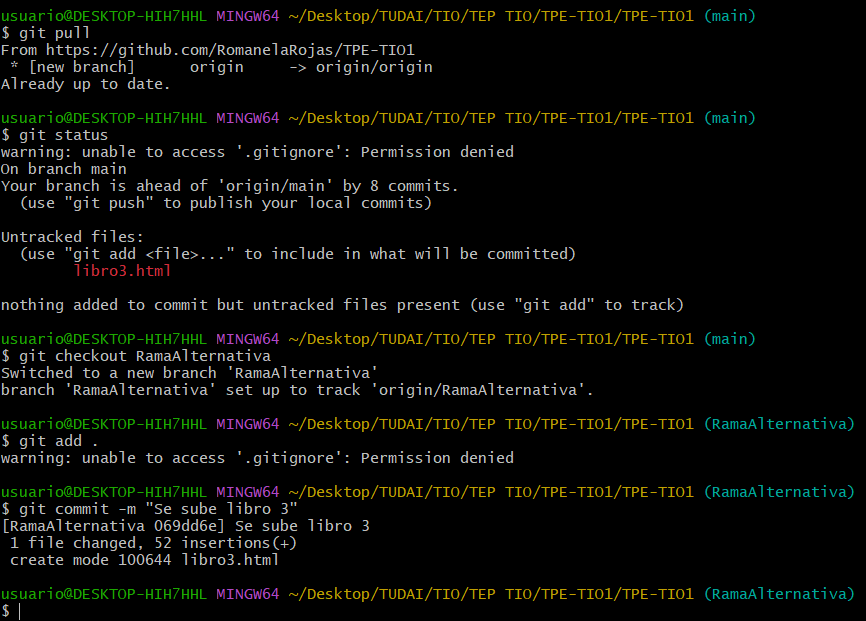 usuario@DESKTOP-HIH7HHL MINGW64 ~/Desktop/TUDAI/TIO/TEP TIO/TPE-TIO1/TPE-TIO1 (main)
$ git pull
From https://github.com/RomanelaRojas/TPE-TIO1
 * [new branch]      origin     -> origin/origin
Already up to date.

usuario@DESKTOP-HIH7HHL MINGW64 ~/Desktop/TUDAI/TIO/TEP TIO/TPE-TIO1/TPE-TIO1 (main)
$ git status
warning: unable to access '.gitignore': Permission denied
On branch main
Your branch is ahead of 'origin/main' by 8 commits.
  (use "git push" to publish your local commits)

Untracked files:
  (use "git add <file>..." to include in what will be committed)
        libro3.html

nothing added to commit but untracked files present (use "git add" to track)

usuario@DESKTOP-HIH7HHL MINGW64 ~/Desktop/TUDAI/TIO/TEP TIO/TPE-TIO1/TPE-TIO1 (main)
$ git checkout RamaAlternativa
Switched to a new branch 'RamaAlternativa'
branch 'RamaAlternativa' set up to track 'origin/RamaAlternativa'.

usuario@DESKTOP-HIH7HHL MINGW64 ~/Desktop/TUDAI/TIO/TEP TIO/TPE-TIO1/TPE-TIO1 (RamaAlternativa)
$ git add .
warning: unable to access '.gitignore': Permission denied

usuario@DESKTOP-HIH7HHL MINGW64 ~/Desktop/TUDAI/TIO/TEP TIO/TPE-TIO1/TPE-TIO1 (RamaAlternativa)
$ git commit -m "Se sube libro 3"
[RamaAlternativa 069dd6e] Se sube libro 3
 1 file changed, 52 insertions(+)
 create mode 100644 libro3.html

usuario@DESKTOP-HIH7HHL MINGW64 ~/Desktop/TUDAI/TIO/TEP TIO/TPE-TIO1/TPE-TIO1 (RamaAlternativa)
$